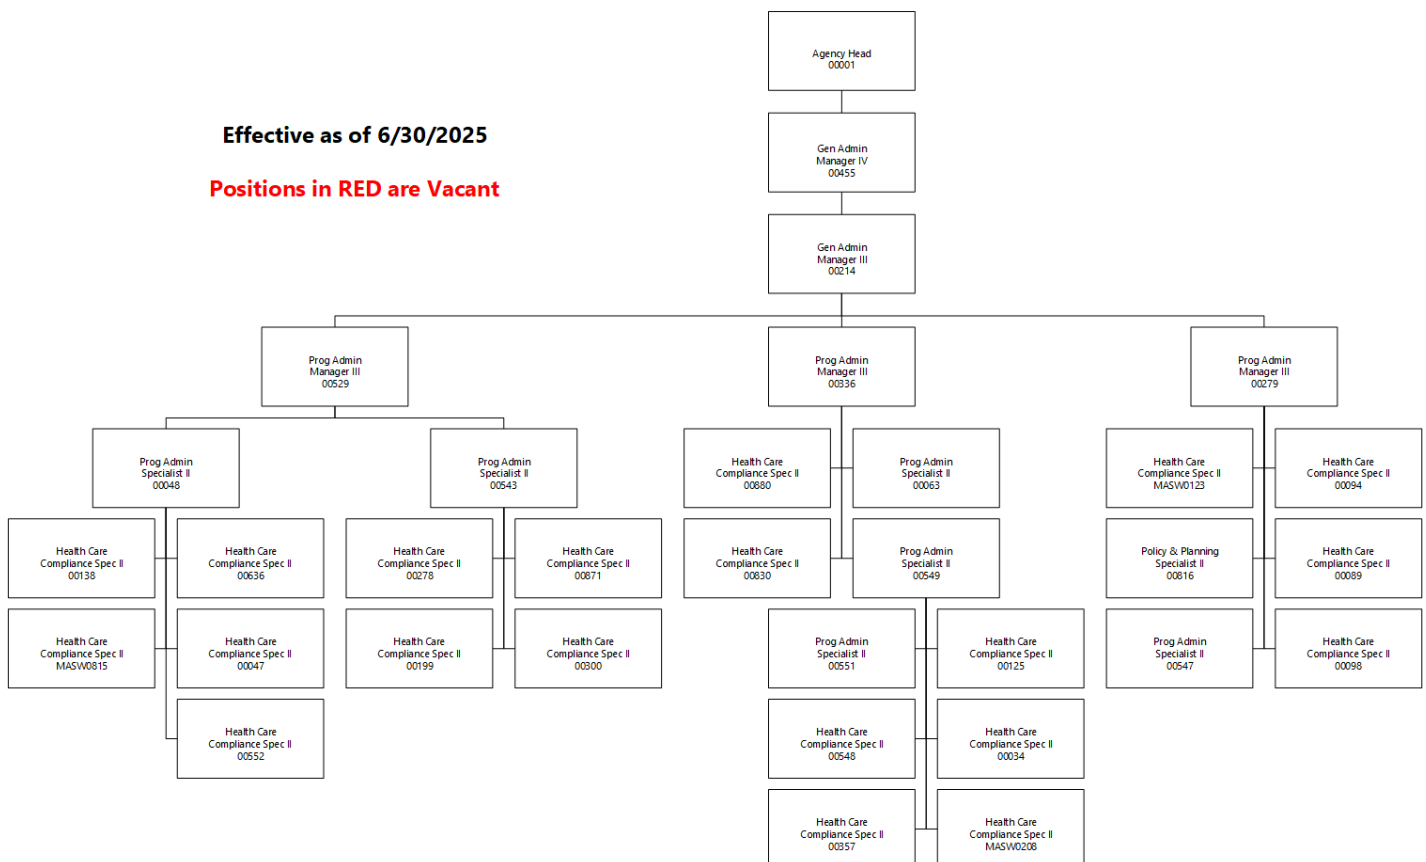 Agency Head
00001
Effective as of 6/30/2025
Positions in RED are Vacant
Gen Admin
Manager IV
00455
Gen Admin
Manager III
00214
Prog Admin
Manager III
00529
Prog Admin
Manager III
00336
Prog Admin
Manager III
00279
Prog Admin
Specialist II
00048
Prog Admin
Specialist II
00543
Health Care
Compliance Spec II
00880
Prog Admin
Specialist II
00063
Health Care
Compliance Spec II
MASW0123
Health Care
Compliance Spec II
00094
Health Care
Compliance Spec II
00138
Health Care
Compliance Spec II
00636
Health Care
Compliance Spec II
00278
Health Care
Compliance Spec II
00871
Health Care
Compliance Spec II
00830
Prog Admin
Specialist II
00549
Policy & Planning
Specialist II
00816
Health Care
Compliance Spec II
00089
Health Care
Compliance Spec II
MASW0815
Health Care
Compliance Spec II
00047
Health Care
Compliance Spec II
00199
Health Care
Compliance Spec II
00300
Prog Admin
Specialist II
00551
Health Care
Compliance Spec II
00125
Prog Admin
Specialist II
00547
Health Care
Compliance Spec II
00098
Health Care
Compliance Spec II
00552
Health Care
Compliance Spec II
00548
Health Care
Compliance Spec II
00034
Health Care
Compliance Spec II
00357
Health Care
Compliance Spec II
MASW0208